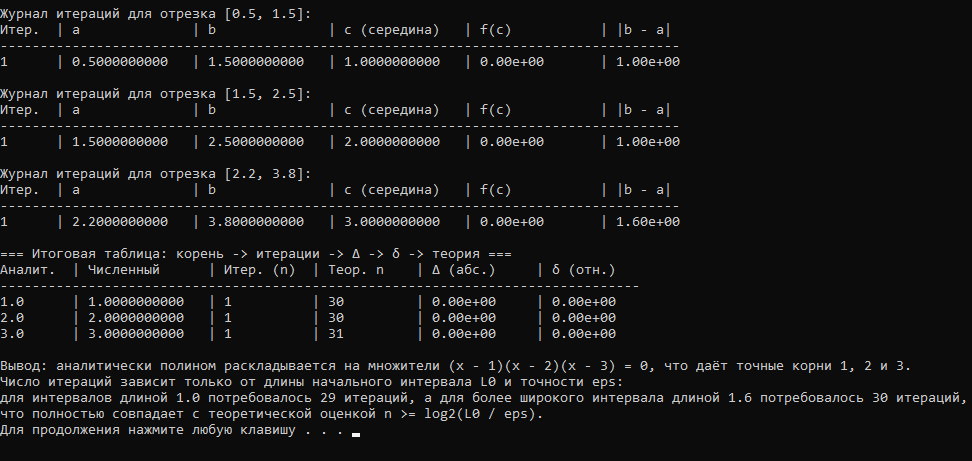 Журнал итераций для отрезка [0.5, 1.5]:
Итер.  | a                | b              | c (середина)   | f(c)           | |b - a|
-------------------------------------------------------------------------------------
1      | 0.5000000000   | 1.5000000000   | 1.0000000000   | 0.00e+00       | 1.00e+00
Журнал итераций для отрезка [1.5, 2.5]:
Итер.  | a              | b              | c (середина)   | f(c)           | |b - a|
-------------------------------------------------------------------------------------
1      | 1.5000000000   | 2.5000000000   | 2.0000000000   | 0.00e+00       | 1.00e+00
Журнал итераций для отрезка [2.2, 3.8]:
Итер.  | a              | b              | c (середина)   | f(c)           | |b - a|
-------------------------------------------------------------------------------------
1      | 2.2000000000   | 3.8000000000   | 3.0000000000   | 0.00e+00       | 1.60e+00
=== Итоговая таблица: корень -> итерации -> Δ -> δ -> теория ===
Аналит.  | Численный      | Итер. (n)  | Теор. n    | Δ (абс.)     | δ (отн.)
--------------------------------------------------------------------------------
1.0      | 1.0000000000   | 1          | 30         | 0.00e+00     | 0.00e+00
2.0      | 2.0000000000   | 1          | 30         | 0.00e+00     | 0.00e+00
3.0      | 3.0000000000   | 1          | 31         | 0.00e+00     | 0.00e+00
Вывод: аналитически полином раскладывается на множители (x - 1)(x - 2)(x - 3) = 0, что даёт точные корни 1, 2 и 3.
Число итераций зависит только от длины начального интервала L0 и точности eps:
для интервалов длиной 1.0 потребовалось 29 итераций, а для более широкого интервала длиной 1.6 потребовалось 30 итераций,
что полностью совпадает с теоретической оценкой n >= log2(L0 / eps).
Для продолжения нажмите любую клавишу . . .